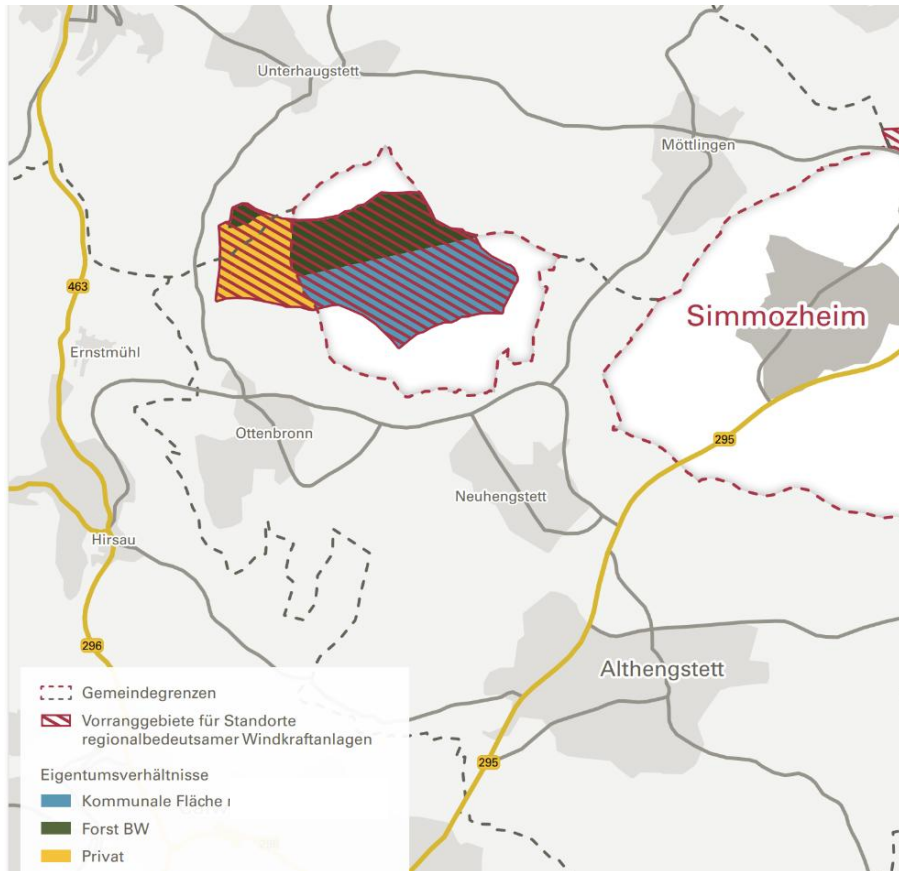 Unterhaugstett
Möttlingen
463
Simmozheim
Ernstmühl
295
Ottenbronn
Neuhengstett
Hirsau
296
Althengstett
295
Gemeindegrenzen
Vorranggebiete für Standorte
regionalbedeutsamer Windkraftanlagen
Eigentumsverhältnisse
Kommunale Fläche
Forst BW
Privat